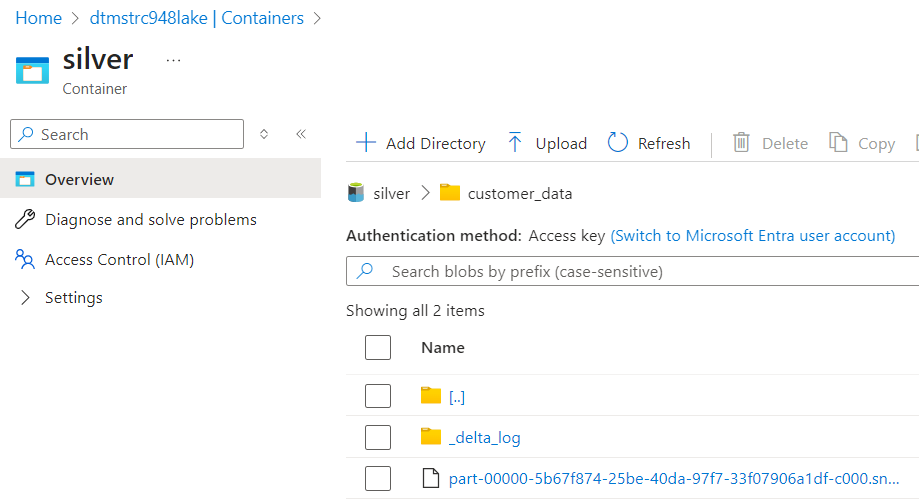 Home > dtmstrc948lake | Containers >
silver ...
Container
Search
Add Directory Upload Refresh Delete Copy
Overview
silver > customer_data
Diagnose and solve problems
Authentication method: Access key (Switch to Microsoft Entra user account)
Access Control (IAM)
Search blobs by prefix (case-sensitive)
Settings
Showing all 2 items
Name
[..]
_delta_log
part-00000-5b67f874-25be-40da-97f7-33f07906a1df-c000.sn...